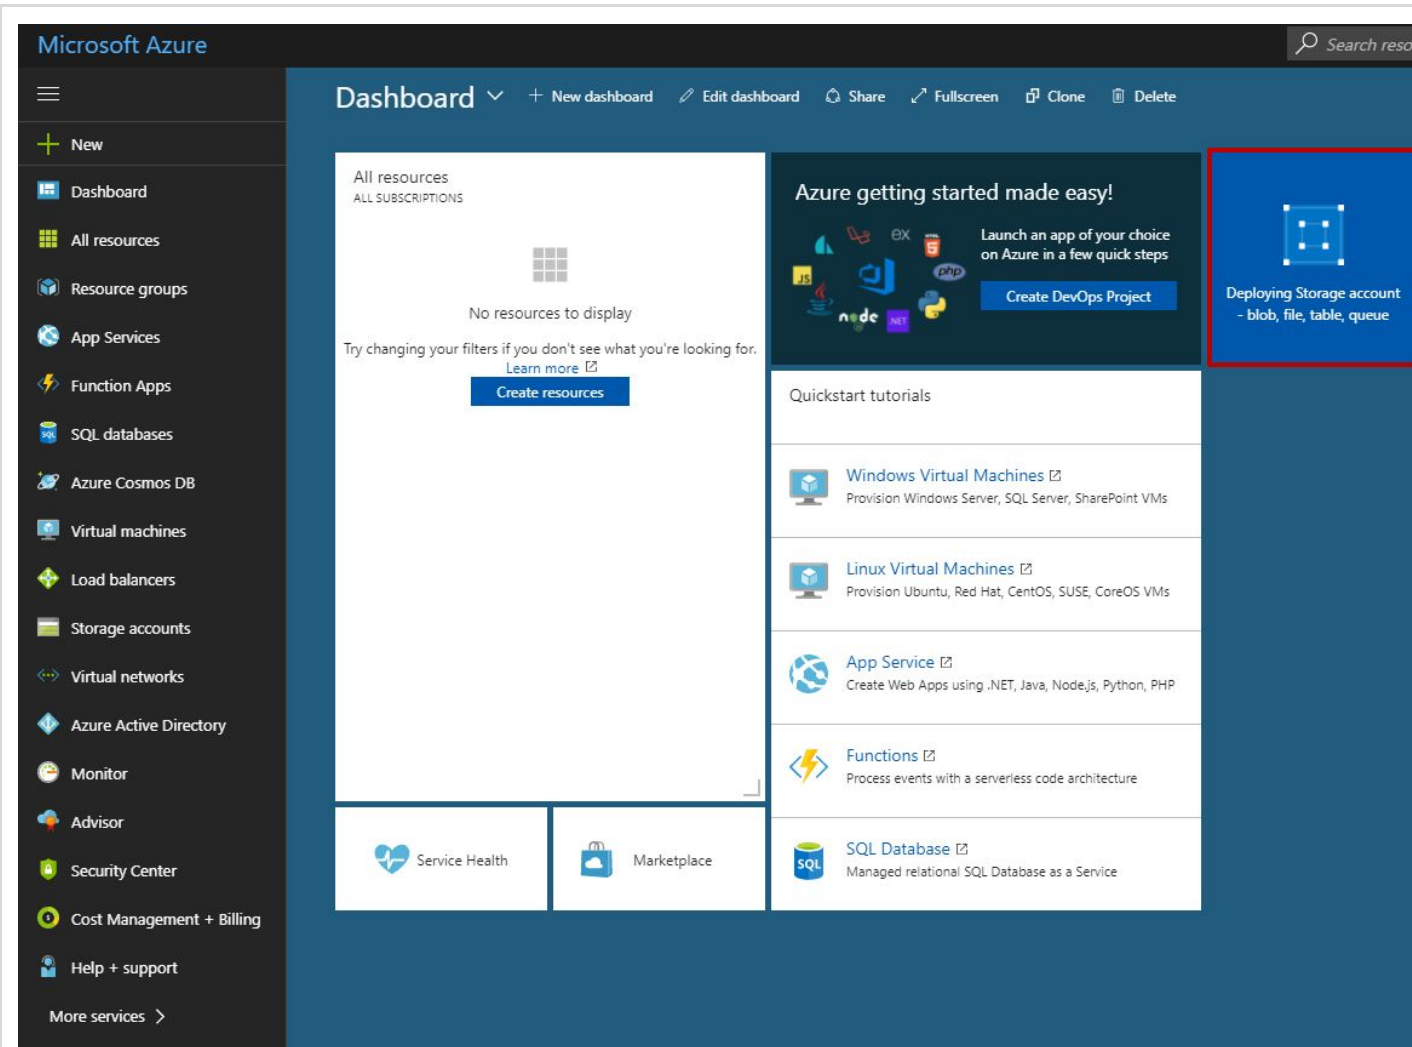 Microsoft Azure
Search reso
Dashboard
New dashboard
Edit dashboard
Share
Fullscreen
Clone
Delete
New
Dashboard
All resources
Resource groups
App Services
Function Apps
SQL databases
Azure Cosmos DB
Virtual machines
Load balancers
Storage accounts
Virtual networks
Azure Active Directory
Monitor
Advisor
Security Center
Cost Management + Billing
Help + support
More services
All resources
ALL SUBSCRIPTIONS
No resources to display
Try changing your filters if you don't see what you're looking for.
Learn more
Create resources
Service Health
Marketplace
Azure getting started made easy!
Launch an app of your choice
on Azure in a few quick steps
Create DevOps Project
ex
HTML
JS
php
node
.NET
Quickstart tutorials
Windows Virtual Machines
Provision Windows Server, SQL Server, SharePoint VMs
Linux Virtual Machines
Provision Ubuntu, Red Hat, CentOS, SUSE, CoreOS VMs
App Service
Create Web Apps using .NET, Java, Node.js, Python, PHP
Functions
Process events with a serverless code architecture
SQL
SQL Database
Managed relational SQL Database as a Service
Deploying Storage account
- blob, file, table, queue